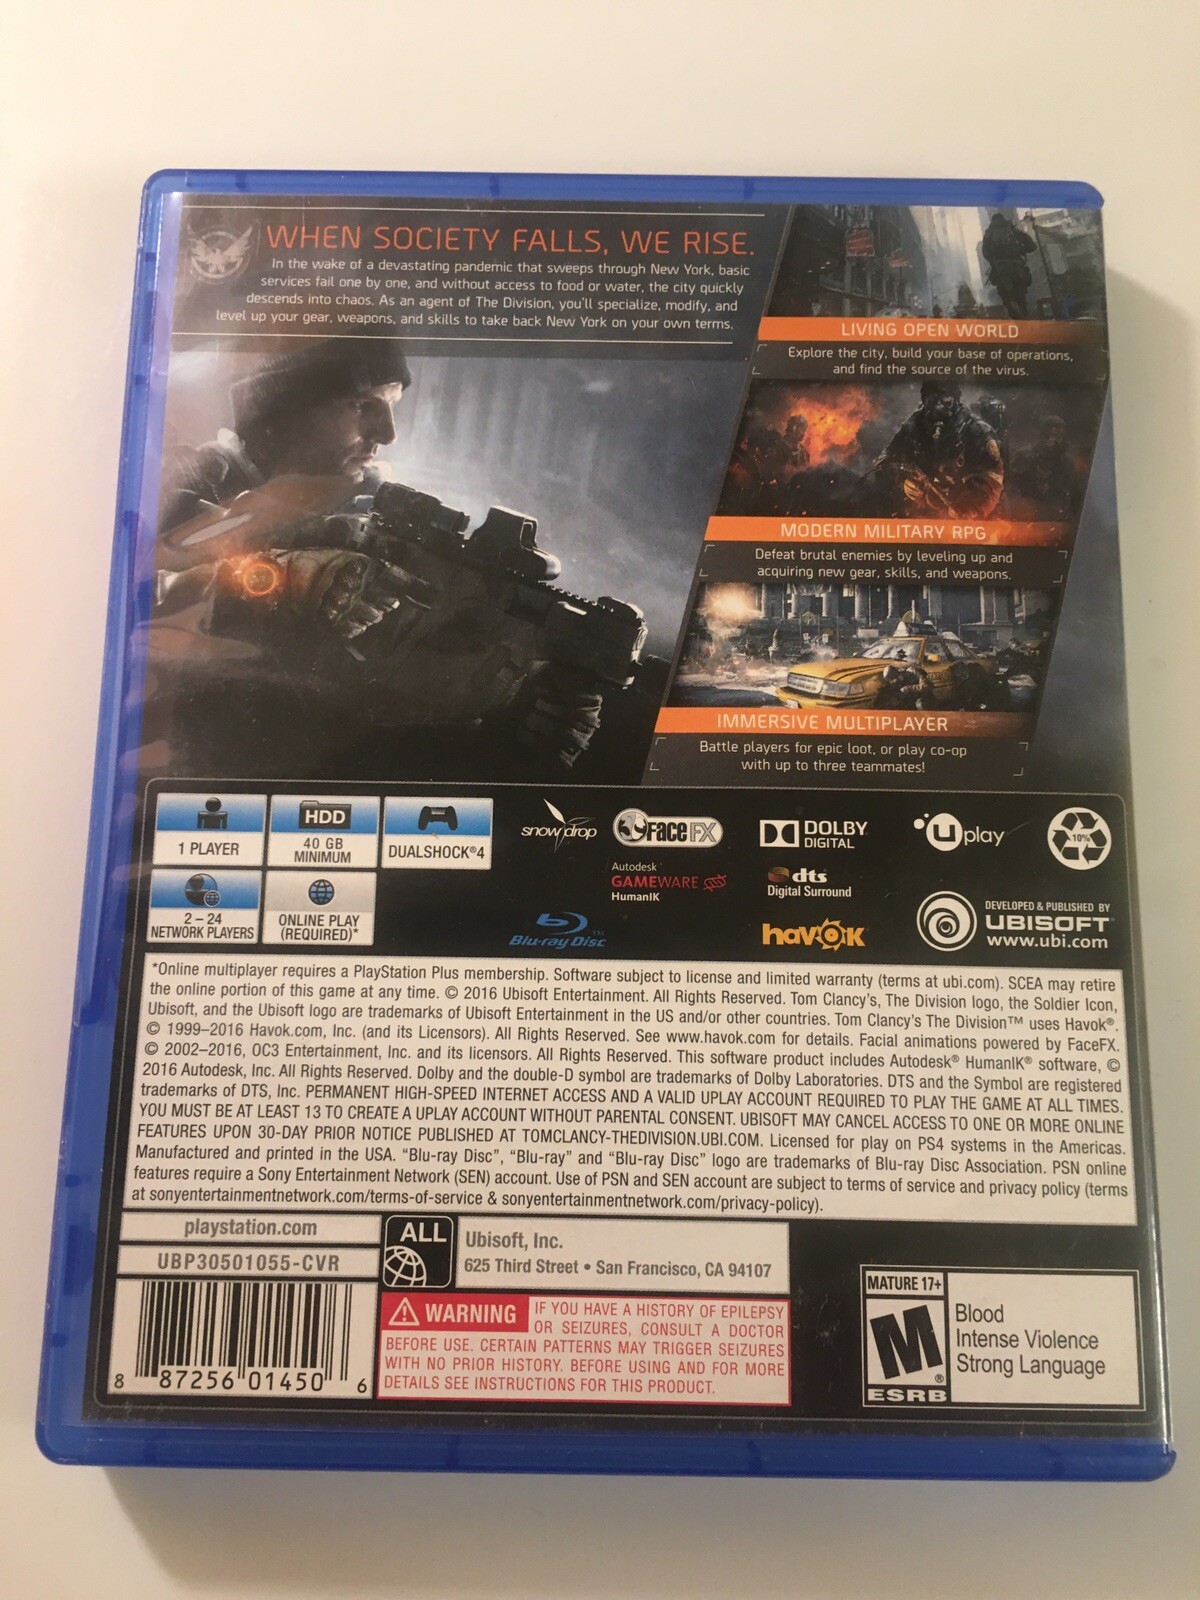 WHEN SOCIETY FALLS, WE RISE.
In the wake of a devastating pandemic that sweeps through New York, basic
services fail one by one, and without access to food or water, the city quickly
descends into chaos. As an agent of The Division, you'll specialize, modify, and
level up your gear, weapons, and skills to take back New York on your own terms.
LIVING OPEN WORLD
Explore the city, build your base of operations,
and find the source of the virus.
MODERN MILITARY RPG
Defeat brutal enemies by leveling up and
acquiring new gear, skills, and weapons.
IMMERSIVE MULTIPLAYER
Battle players for epic loot, or play co-op
with up to three teammates!
1 PLAYER
HDD
40 GB
MINIMUM
DUALSHOCK®4
2 – 24
NETWORK PLAYERS
ONLINE PLAY
(REQUIRED)*
snowdrop
FaceFX
Autodesk
GAMEWARE
HumanIK
Blu-ray Disc™
DOLBY
DIGITAL
dts
Digital Surround
havok
Uplay
10%
DEVELOPED & PUBLISHED BY
UBISOFT
www.ubi.com
*Online multiplayer requires a PlayStation Plus membership. Software subject to license and limited warranty (terms at ubi.com). SCEA may retire
the online portion of this game at any time. © 2016 Ubisoft Entertainment. All Rights Reserved. Tom Clancy's, The Division logo, the Soldier Icon,
Ubisoft, and the Ubisoft logo are trademarks of Ubisoft Entertainment in the US and/or other countries. Tom Clancy's The Division™ uses Havok®.
© 1999–2016 Havok.com, Inc. (and its Licensors). All Rights Reserved. See www.havok.com for details. Facial animations powered by FaceFX.
© 2002–2016, OC3 Entertainment, Inc. and its licensors. All Rights Reserved. This software product includes Autodesk® HumanIK® software, ©
2016 Autodesk, Inc. All Rights Reserved. Dolby and the double-D symbol are trademarks of Dolby Laboratories. DTS and the Symbol are registered
trademarks of DTS, Inc. PERMANENT HIGH-SPEED INTERNET ACCESS AND A VALID UPLAY ACCOUNT REQUIRED TO PLAY THE GAME AT ALL TIMES.
YOU MUST BE AT LEAST 13 TO CREATE A UPLAY ACCOUNT WITHOUT PARENTAL CONSENT. UBISOFT MAY CANCEL ACCESS TO ONE OR MORE ONLINE
FEATURES UPON 30-DAY PRIOR NOTICE PUBLISHED AT TOMCLANCY-THEDIVISION.UBI.COM. Licensed for play on PS4 systems in the Americas.
Manufactured and printed in the USA. "Blu-ray Disc", "Blu-ray" and "Blu-ray Disc" logo are trademarks of Blu-ray Disc Association. PSN online
features require a Sony Entertainment Network (SEN) account. Use of PSN and SEN account are subject to terms of service and privacy policy (terms
at sonyentertainmentnetwork.com/terms-of-service & sonyentertainmentnetwork.com/privacy-policy).
playstation.com
UBP30501055-CVR
8 87256 01450 6
ALL
Ubisoft, Inc.
625 Third Street • San Francisco, CA 94107
WARNING IF YOU HAVE A HISTORY OF EPILEPSY
OR SEIZURES, CONSULT A DOCTOR
BEFORE USE. CERTAIN PATTERNS MAY TRIGGER SEIZURES
WITH NO PRIOR HISTORY. BEFORE USING AND FOR MORE
DETAILS SEE INSTRUCTIONS FOR THIS PRODUCT.
MATURE 17+
M®
ESRB
Blood
Intense Violence
Strong Language